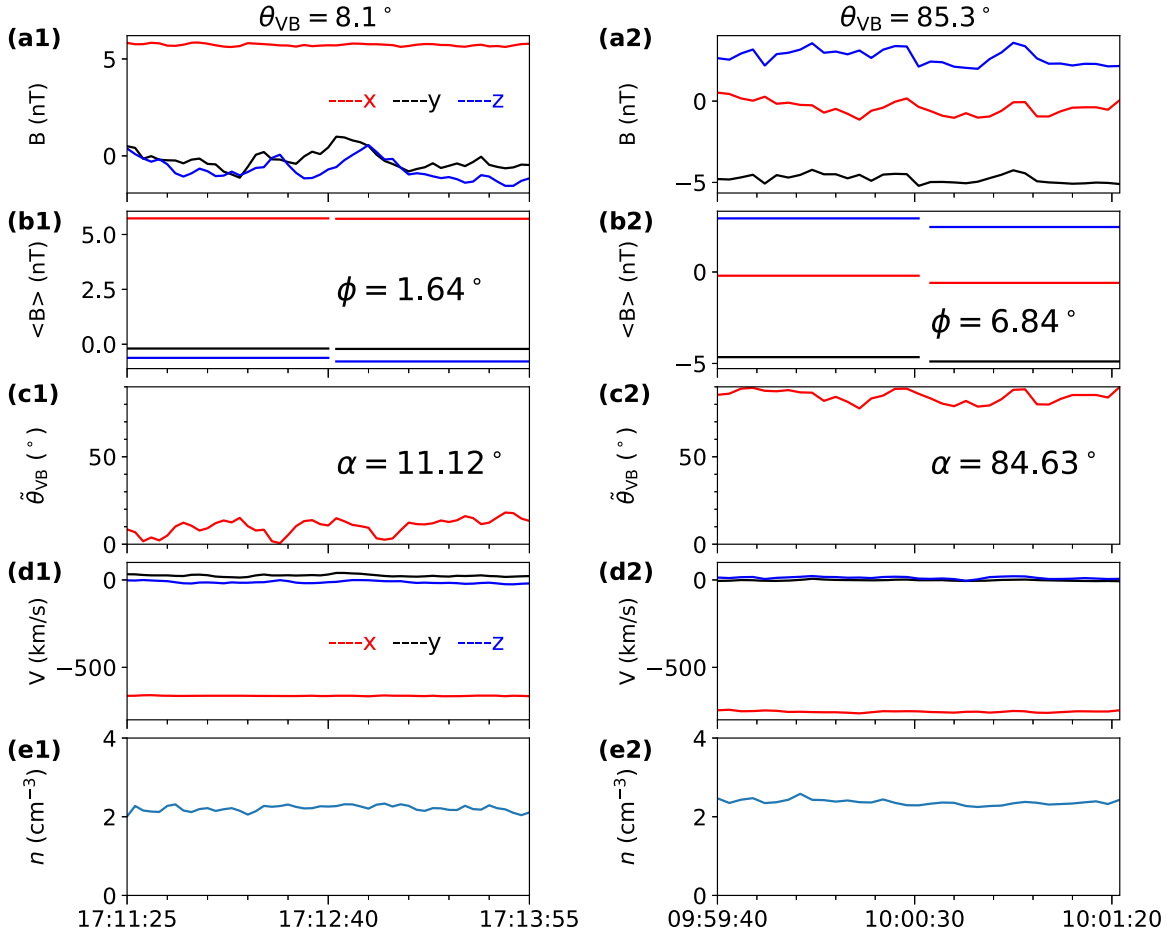 θVB = 8.1°
θVB = 85.3°
(a1)
B (nT)
5
0
x y z
(a2)
B (nT)
0
−5
(b1)
<B> (nT)
5.0
2.5
0.0
ϕ = 1.64°
(b2)
<B> (nT)
0
−5
ϕ = 6.84°
(c1)
θ̃VB (°)
50
0
α = 11.12°
(c2)
θ̃VB (°)
50
0
α = 84.63°
(d1)
V (km/s)
0
−500
x y z
(d2)
V (km/s)
0
−500
(e1)
n (cm⁻³)
4
2
0
(e2)
n (cm⁻³)
4
2
0
17:11:25 17:12:40 17:13:55
09:59:40 10:00:30 10:01:20